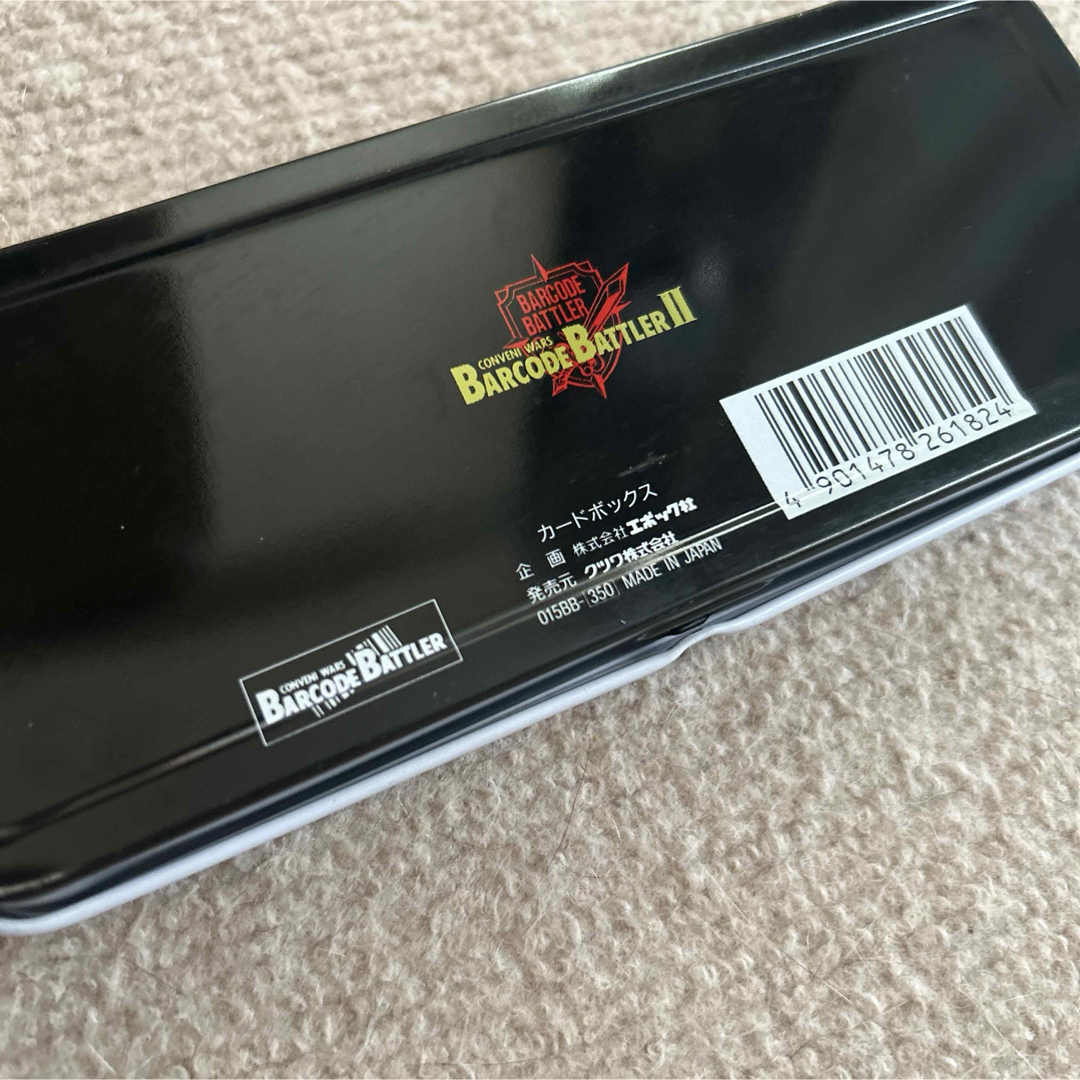 BARCODE
BATTLER
CONVENI WARS
BARCODE BATTLER II
4 901478 261824
カードボックス
企画 株式会社エポック社
発売元 クツワ株式会社
015BB-350 MADE IN JAPAN
CONVENI WARS
BARCODE BATTLER